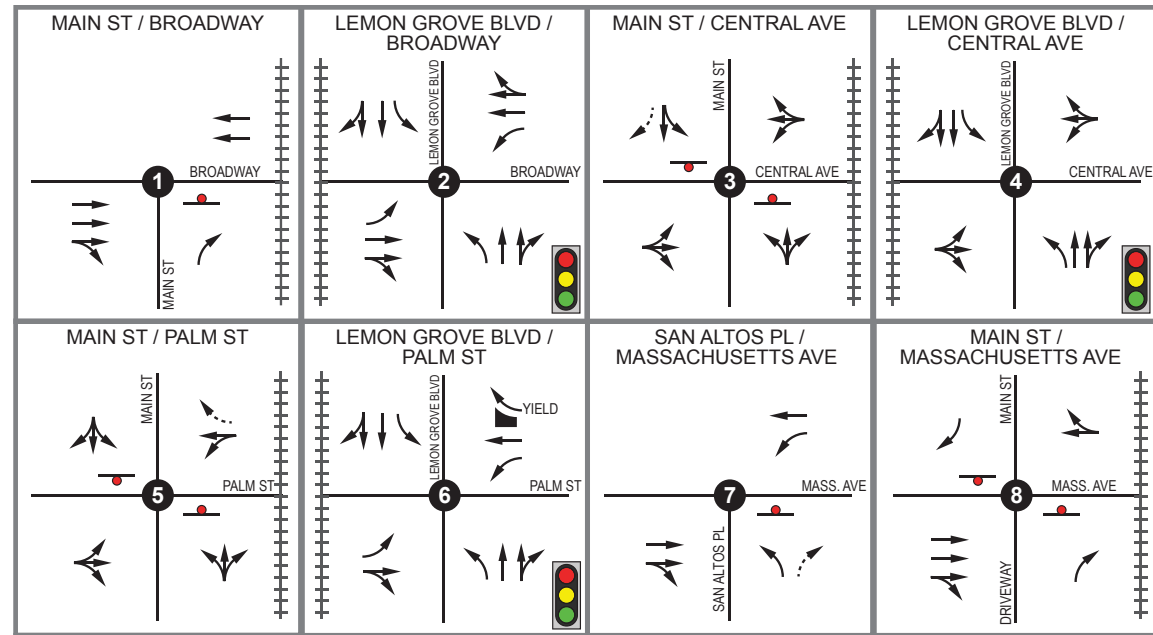 MAIN ST / BROADWAY
BROADWAY
1
MAIN ST
LEMON GROVE BLVD /
BROADWAY
LEMON GROVE BLVD
BROADWAY
2
MAIN ST / CENTRAL AVE
MAIN ST
CENTRAL AVE
3
LEMON GROVE BLVD /
CENTRAL AVE
LEMON GROVE BLVD
CENTRAL AVE
4
MAIN ST / PALM ST
MAIN ST
PALM ST
5
LEMON GROVE BLVD /
PALM ST
LEMON GROVE BLVD
YIELD
PALM ST
6
SAN ALTOS PL /
MASSACHUSETTS AVE
MASS. AVE
7
SAN ALTOS PL
MAIN ST /
MASSACHUSETTS AVE
MAIN ST
MASS. AVE
8
DRIVEWAY